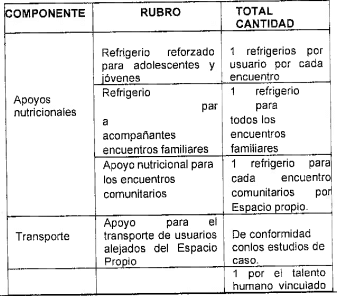 COMPONENTE RUBRO TOTAL
CANTIDAD
Refrigerio reforzado
para adolescentes y
jóvenes
1 refrigerios por
usuario por cada
encuentro
Apoyos
nutricionales
Refrigerio
par
a
acompañantes
encuentros familiares
1 refrigerio
para
todos los
encuentros
familiares
Apoyo nutricional para
los encuentros
comunitarios
1 refrigerio para
cada encuentro
comunitarios por
Espacio propio.
Transporte
Apoyo para el
transporte de usuarios
alejados del Espacio
Propio
De conformidad
conlos estudios de
caso.
1 por el talento
humano vinculado